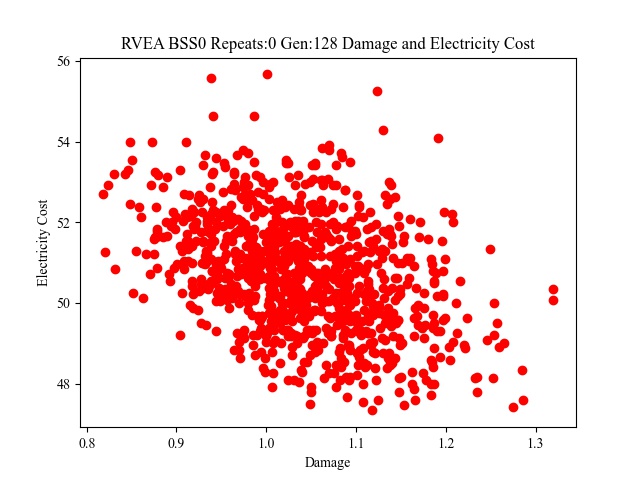 RVEA BSS0 Repeats:0 Gen:128 Damage and Electricity Cost
56
54
52
50
48
Electricity Cost
0.8 0.9 1.0 1.1 1.2 1.3
Damage